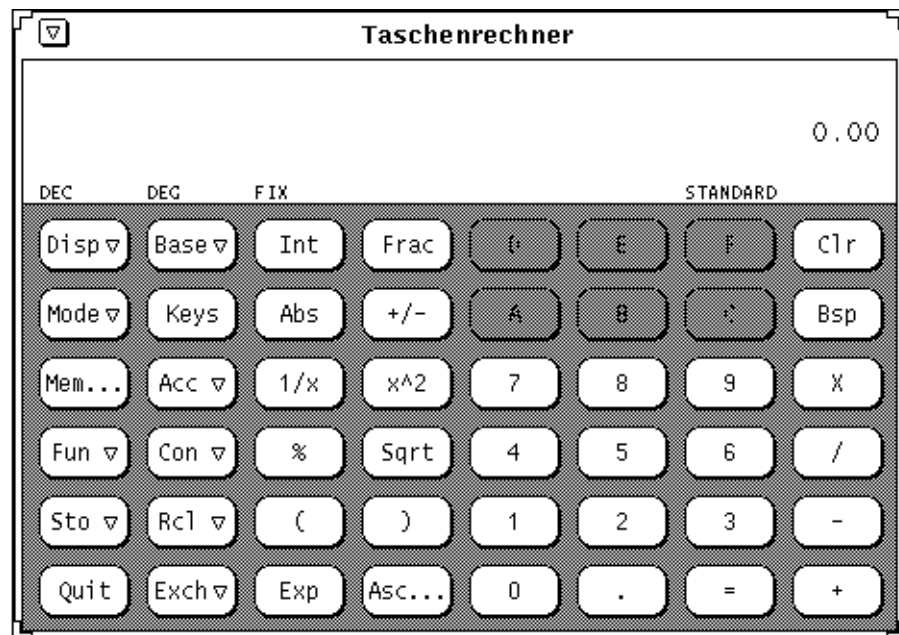 Taschenrechner
0.00
DEC DEG FIX STANDARD
Disp Base Int Frac D E F Clr
Mode Keys Abs +/- A B C Bsp
Mem... Acc 1/x x^2 7 8 9 X
Fun Con % Sqrt 4 5 6 /
Sto Rcl ( ) 1 2 3 -
Quit Exch Exp Asc... 0 . = +